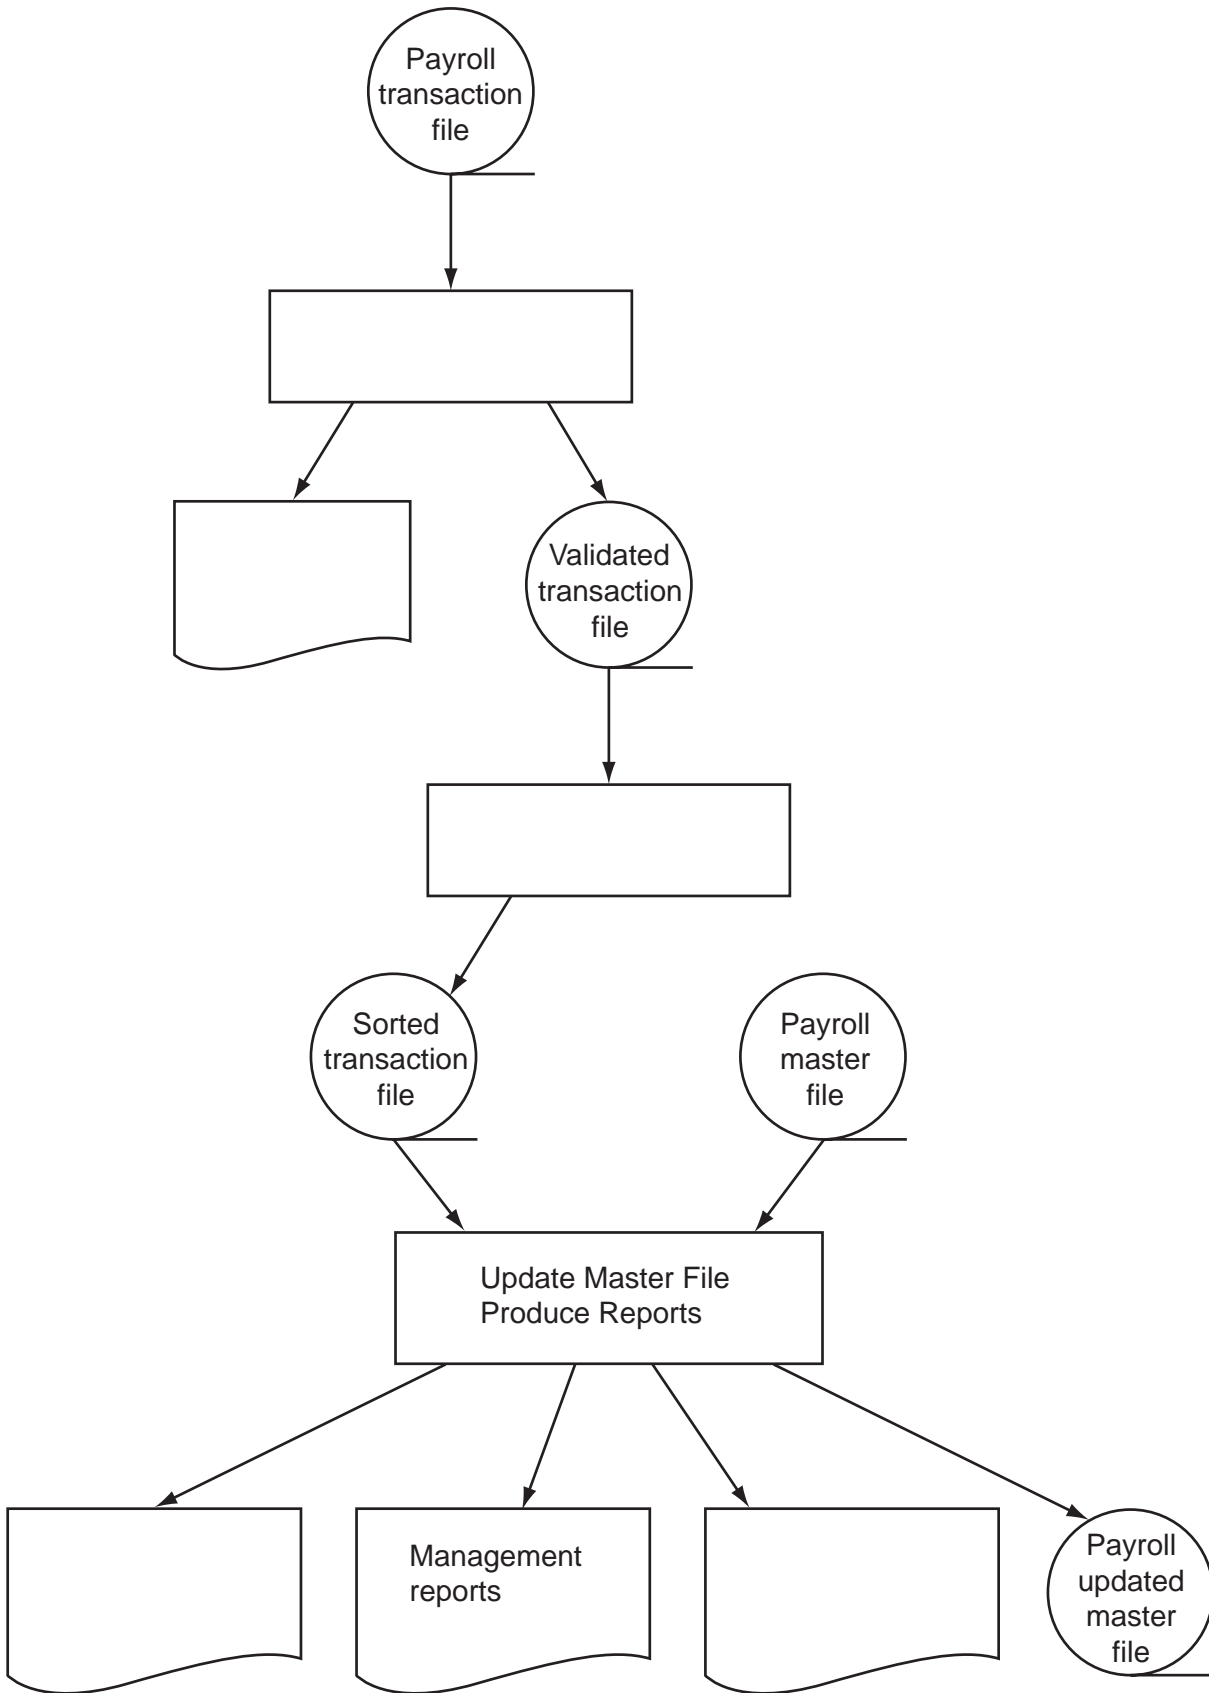 Payroll
transaction
file
Validated
transaction
file
Sorted
transaction
file
Payroll
master
file
Update Master File
Produce Reports
Management
reports
Payroll
updated
master
file